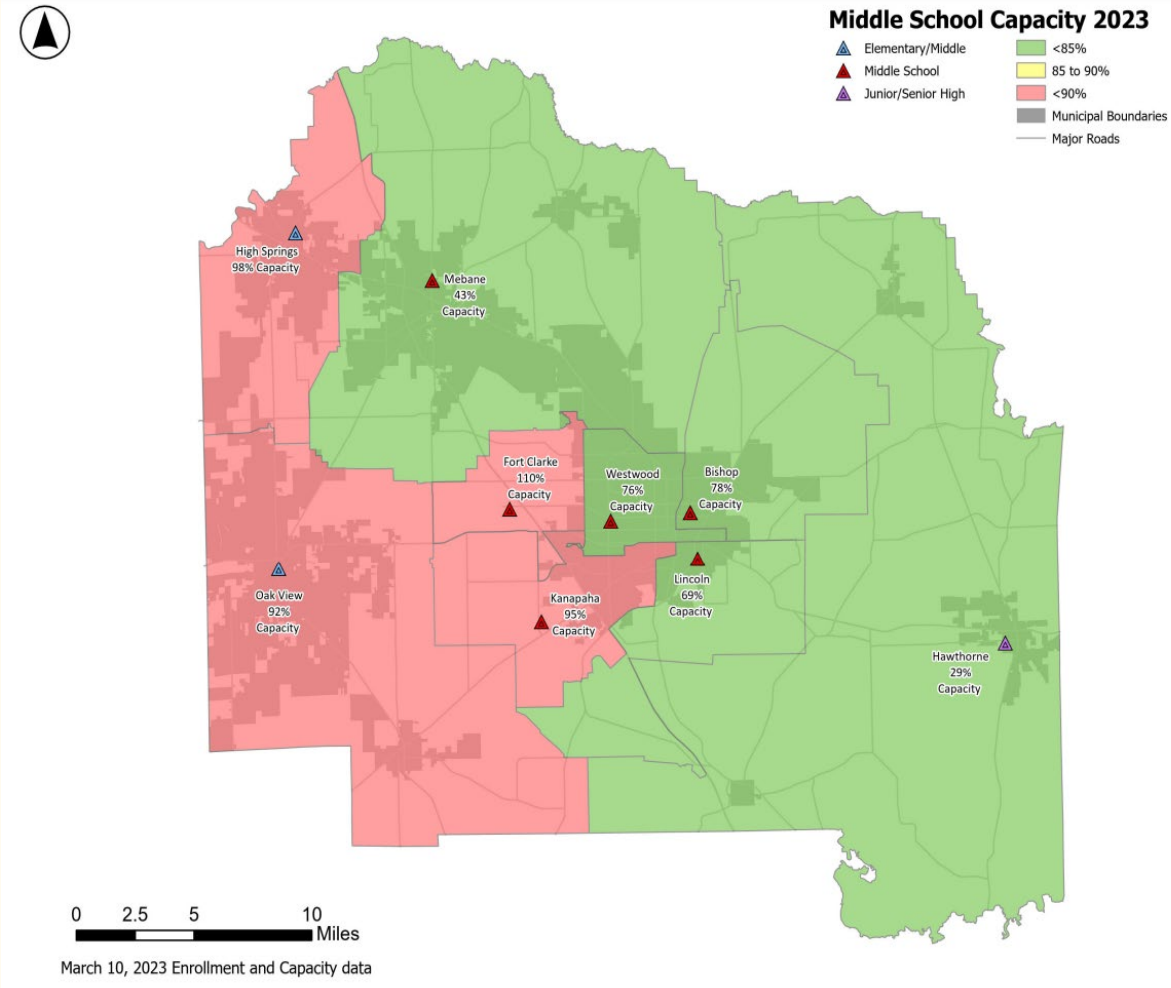 Middle School Capacity 2023
Elementary/Middle
Middle School
Junior/Senior High
<85%
85 to 90%
<90%
Municipal Boundaries
Major Roads
High Springs
98% Capacity
Mebane
43%
Capacity
Fort Clarke
110%
Capacity
Westwood
76%
Capacity
Bishop
78%
Capacity
Lincoln
69%
Capacity
Oak View
92%
Capacity
Kanapaha
95%
Capacity
Hawthorne
29%
Capacity
0 2.5 5 10
Miles
March 10, 2023 Enrollment and Capacity data